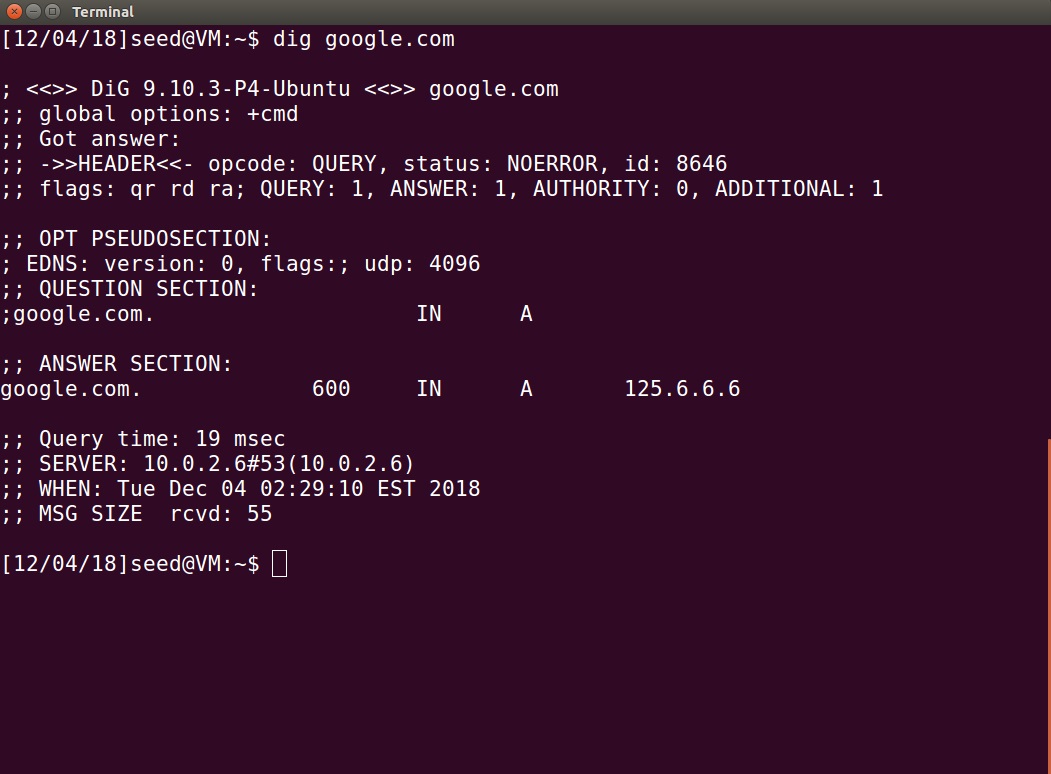 Terminal
[12/04/18]seed@VM:~$ dig google.com
; <<>> DiG 9.10.3-P4-Ubuntu <<>> google.com
;; global options: +cmd
;; Got answer:
;; ->>HEADER<<- opcode: QUERY, status: NOERROR, id: 8646
;; flags: qr rd ra; QUERY: 1, ANSWER: 1, AUTHORITY: 0, ADDITIONAL: 1
;; OPT PSEUDOSECTION:
; EDNS: version: 0, flags:; udp: 4096
;; QUESTION SECTION:
;google.com. IN A
;; ANSWER SECTION:
google.com. 600 IN A 125.6.6.6
;; Query time: 19 msec
;; SERVER: 10.0.2.6#53(10.0.2.6)
;; WHEN: Tue Dec 04 02:29:10 EST 2018
;; MSG SIZE  rcvd: 55
[12/04/18]seed@VM:~$